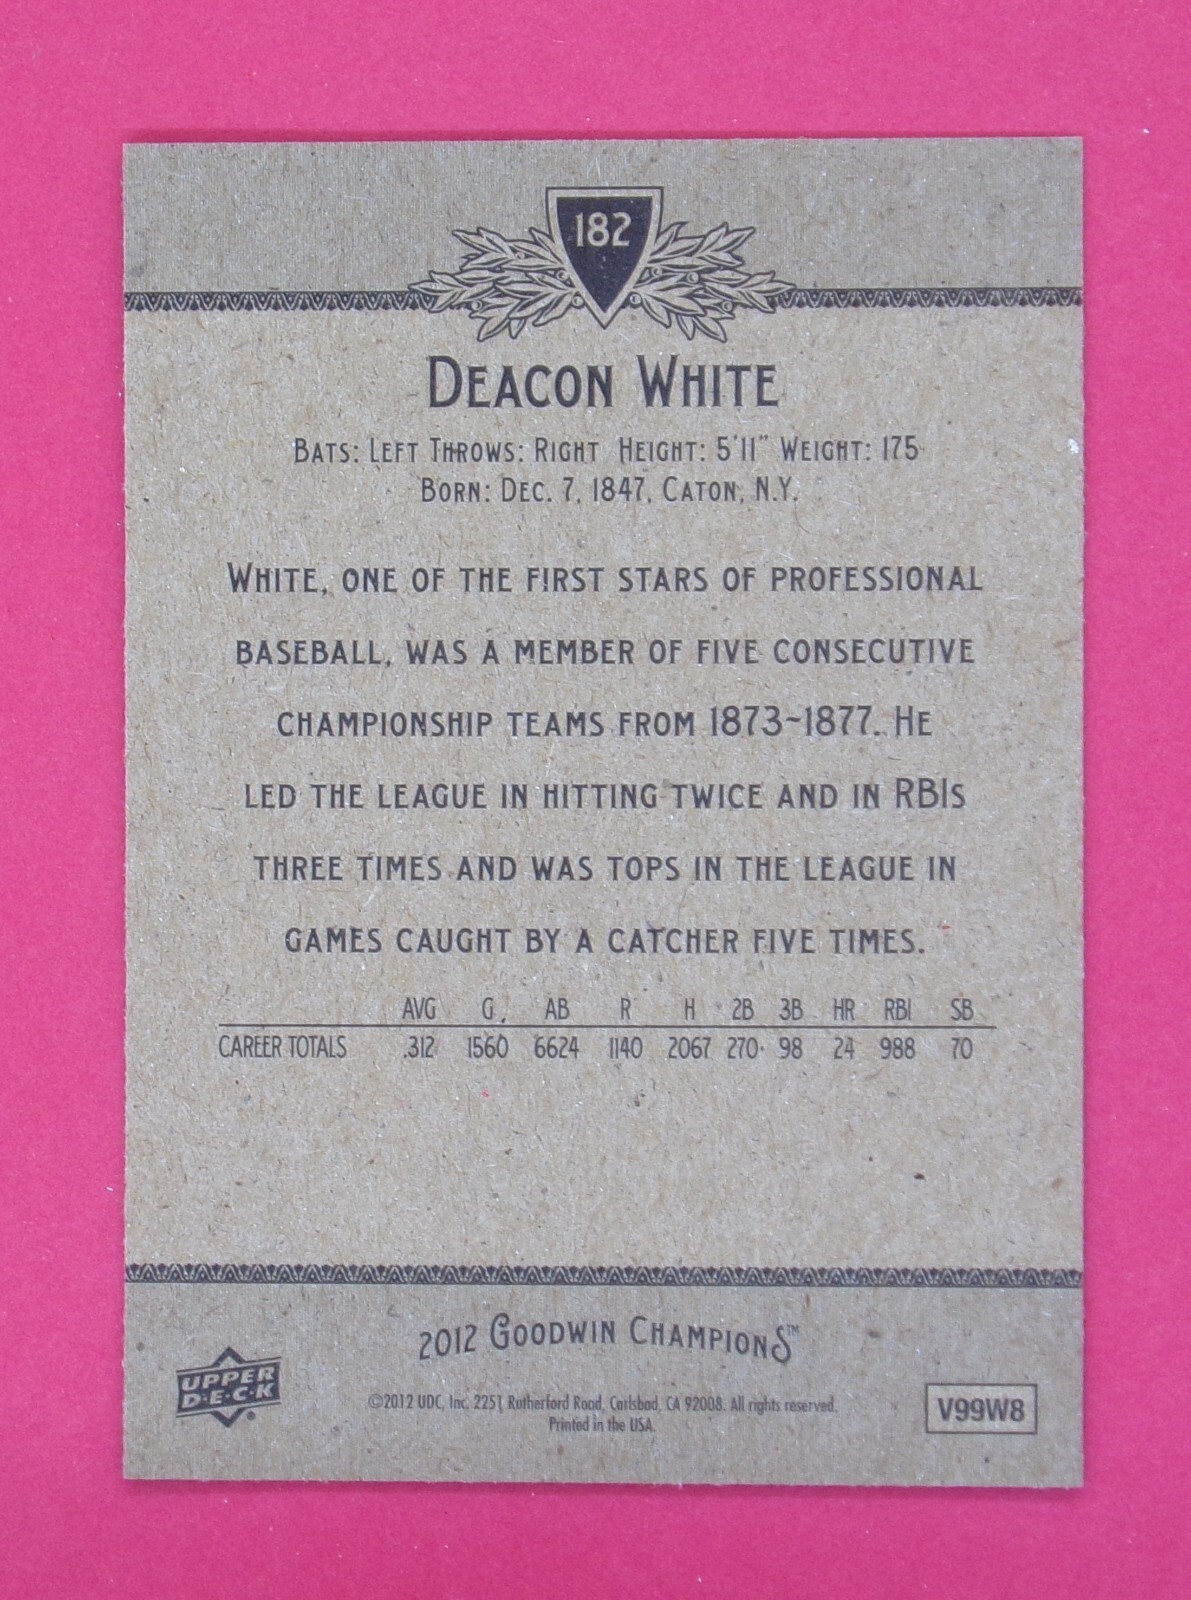 182
DEACON WHITE
BATS: LEFT THROWS: RIGHT HEIGHT: 5'11" WEIGHT: 175
BORN: DEC. 7, 1847, CATON, N.Y.
WHITE, ONE OF THE FIRST STARS OF PROFESSIONAL
BASEBALL, WAS A MEMBER OF FIVE CONSECUTIVE
CHAMPIONSHIP TEAMS FROM 1873~1877. HE
LED THE LEAGUE IN HITTING TWICE AND IN RBIs
THREE TIMES AND WAS TOPS IN THE LEAGUE IN
GAMES CAUGHT BY A CATCHER FIVE TIMES.
AVG G AB R H 2B 3B HR RBI SB
CAREER TOTALS .312 1560 6624 1140 2067 270 98 24 988 70
2012 GOODWIN CHAMPIONS™
UPPER
D·E·C·K®
©2012 UDC, Inc. 2251 Rutherford Road, Carlsbad, CA 92008. All rights reserved.
Printed in the USA.
V99W8